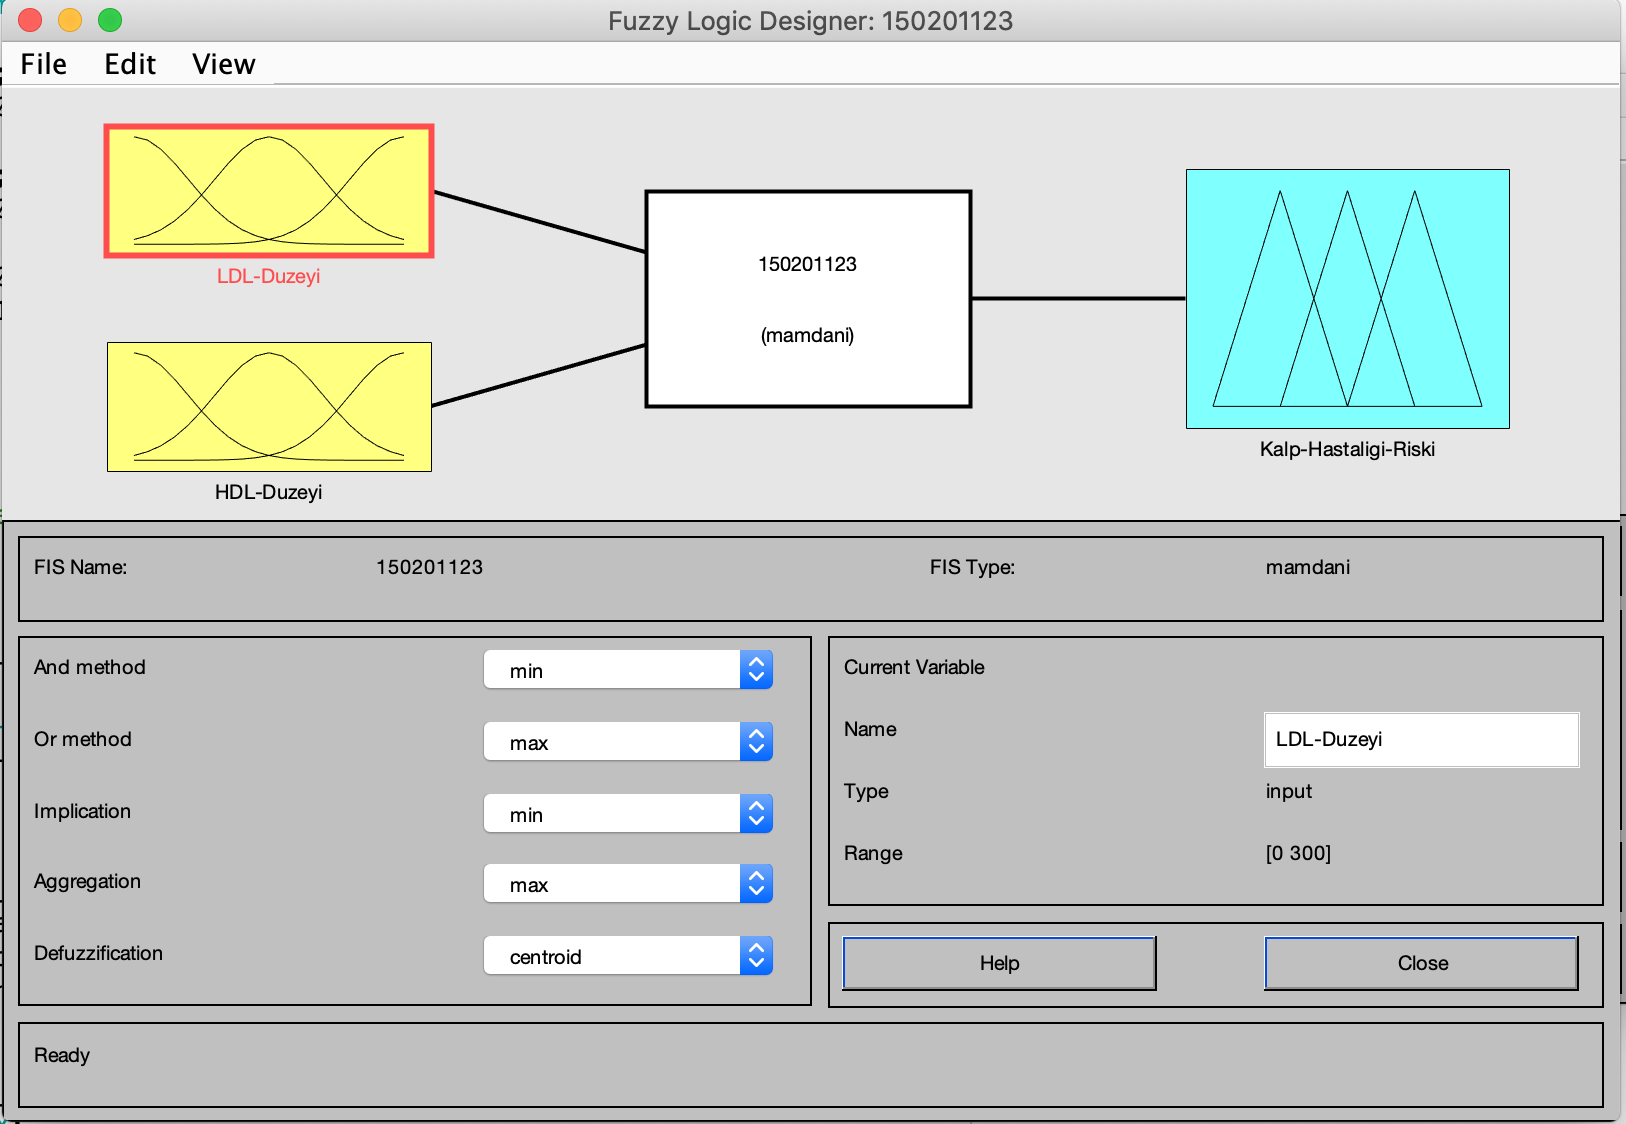 Fuzzy Logic Designer: 150201123
File Edit View
LDL-Duzeyi
HDL-Duzeyi
150201123
(mamdani)
Kalp-Hastaligi-Riski
FIS Name: 150201123 FIS Type: mamdani
And method min
Or method max
Implication min
Aggregation max
Defuzzification centroid
Current Variable
Name LDL-Duzeyi
Type input
Range [0 300]
Help Close
Ready